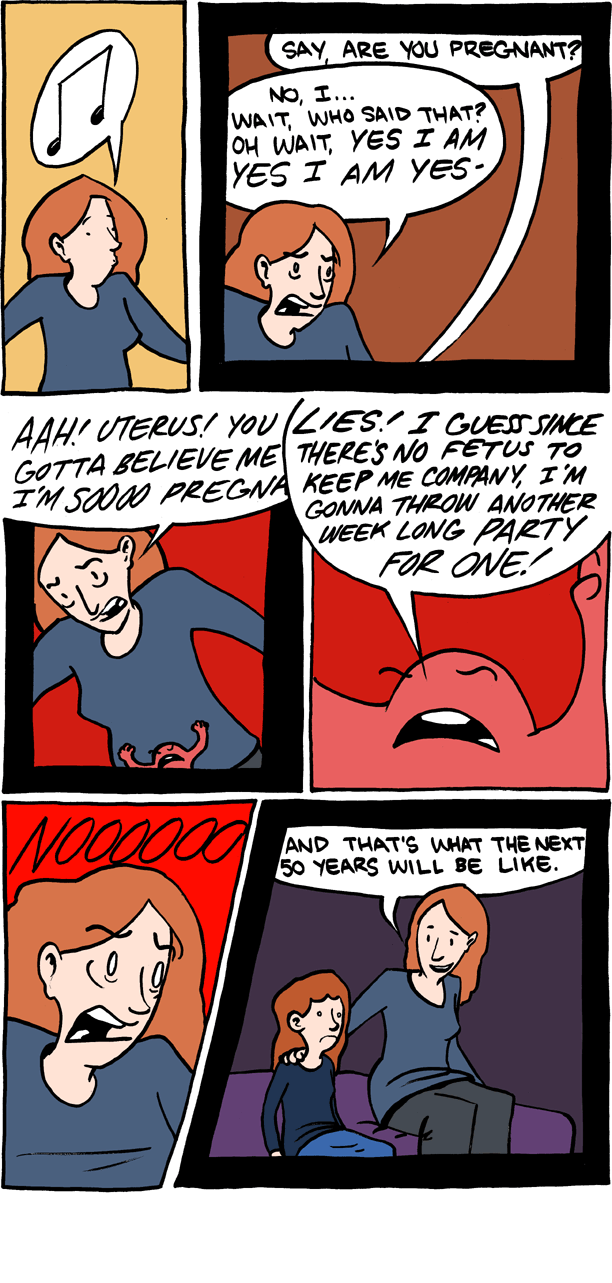 SAY, ARE YOU PREGNANT?
NO, I...
WAIT, WHO SAID THAT?
OH WAIT, YES I AM
YES I AM YES-
AAH! UTERUS! YOU
GOTTA BELIEVE ME
I'M SOOOO PREGNA
LIES! I GUESS SINCE
THERE'S NO FETUS TO
KEEP ME COMPANY, I'M
GONNA THROW ANOTHER
WEEK LONG PARTY
FOR ONE!
NOOOOOO
AND THAT'S WHAT THE NEXT
50 YEARS WILL BE LIKE.